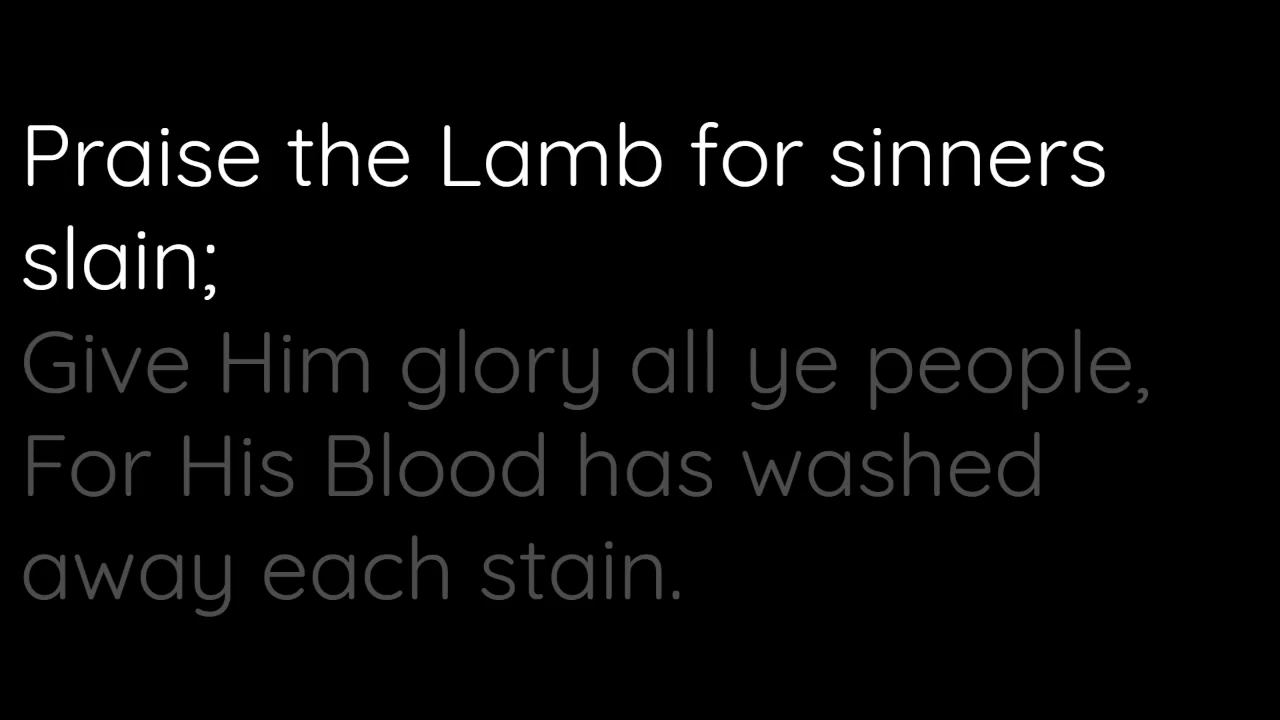 Praise the Lamb for sinners
slain;
Give Him glory all ye people,
For His Blood has washed
away each stain.